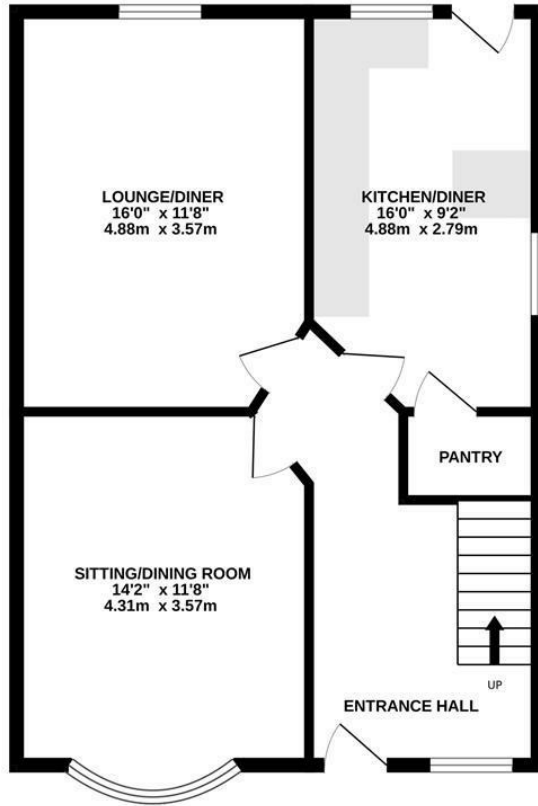 LOUNGE/DINER
16'0" x 11'8"
4.88m x 3.57m
KITCHEN/DINER
16'0" x 9'2"
4.88m x 2.79m
PANTRY
SITTING/DINING ROOM
14'2" x 11'8"
4.31m x 3.57m
UP
ENTRANCE HALL